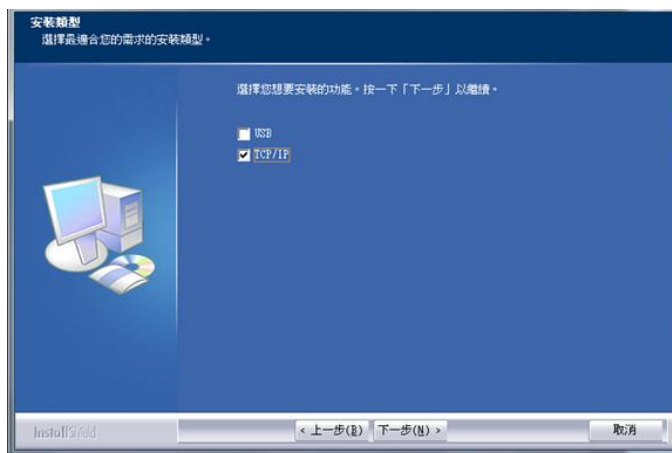 安裝類型
選擇最適合您的需求的安裝類型。
選擇您想要安裝的功能。按一下「下一步」以繼續。
USB
TCP/IP
InstallShield
< 上一步(B)
下一步(N) >
取消